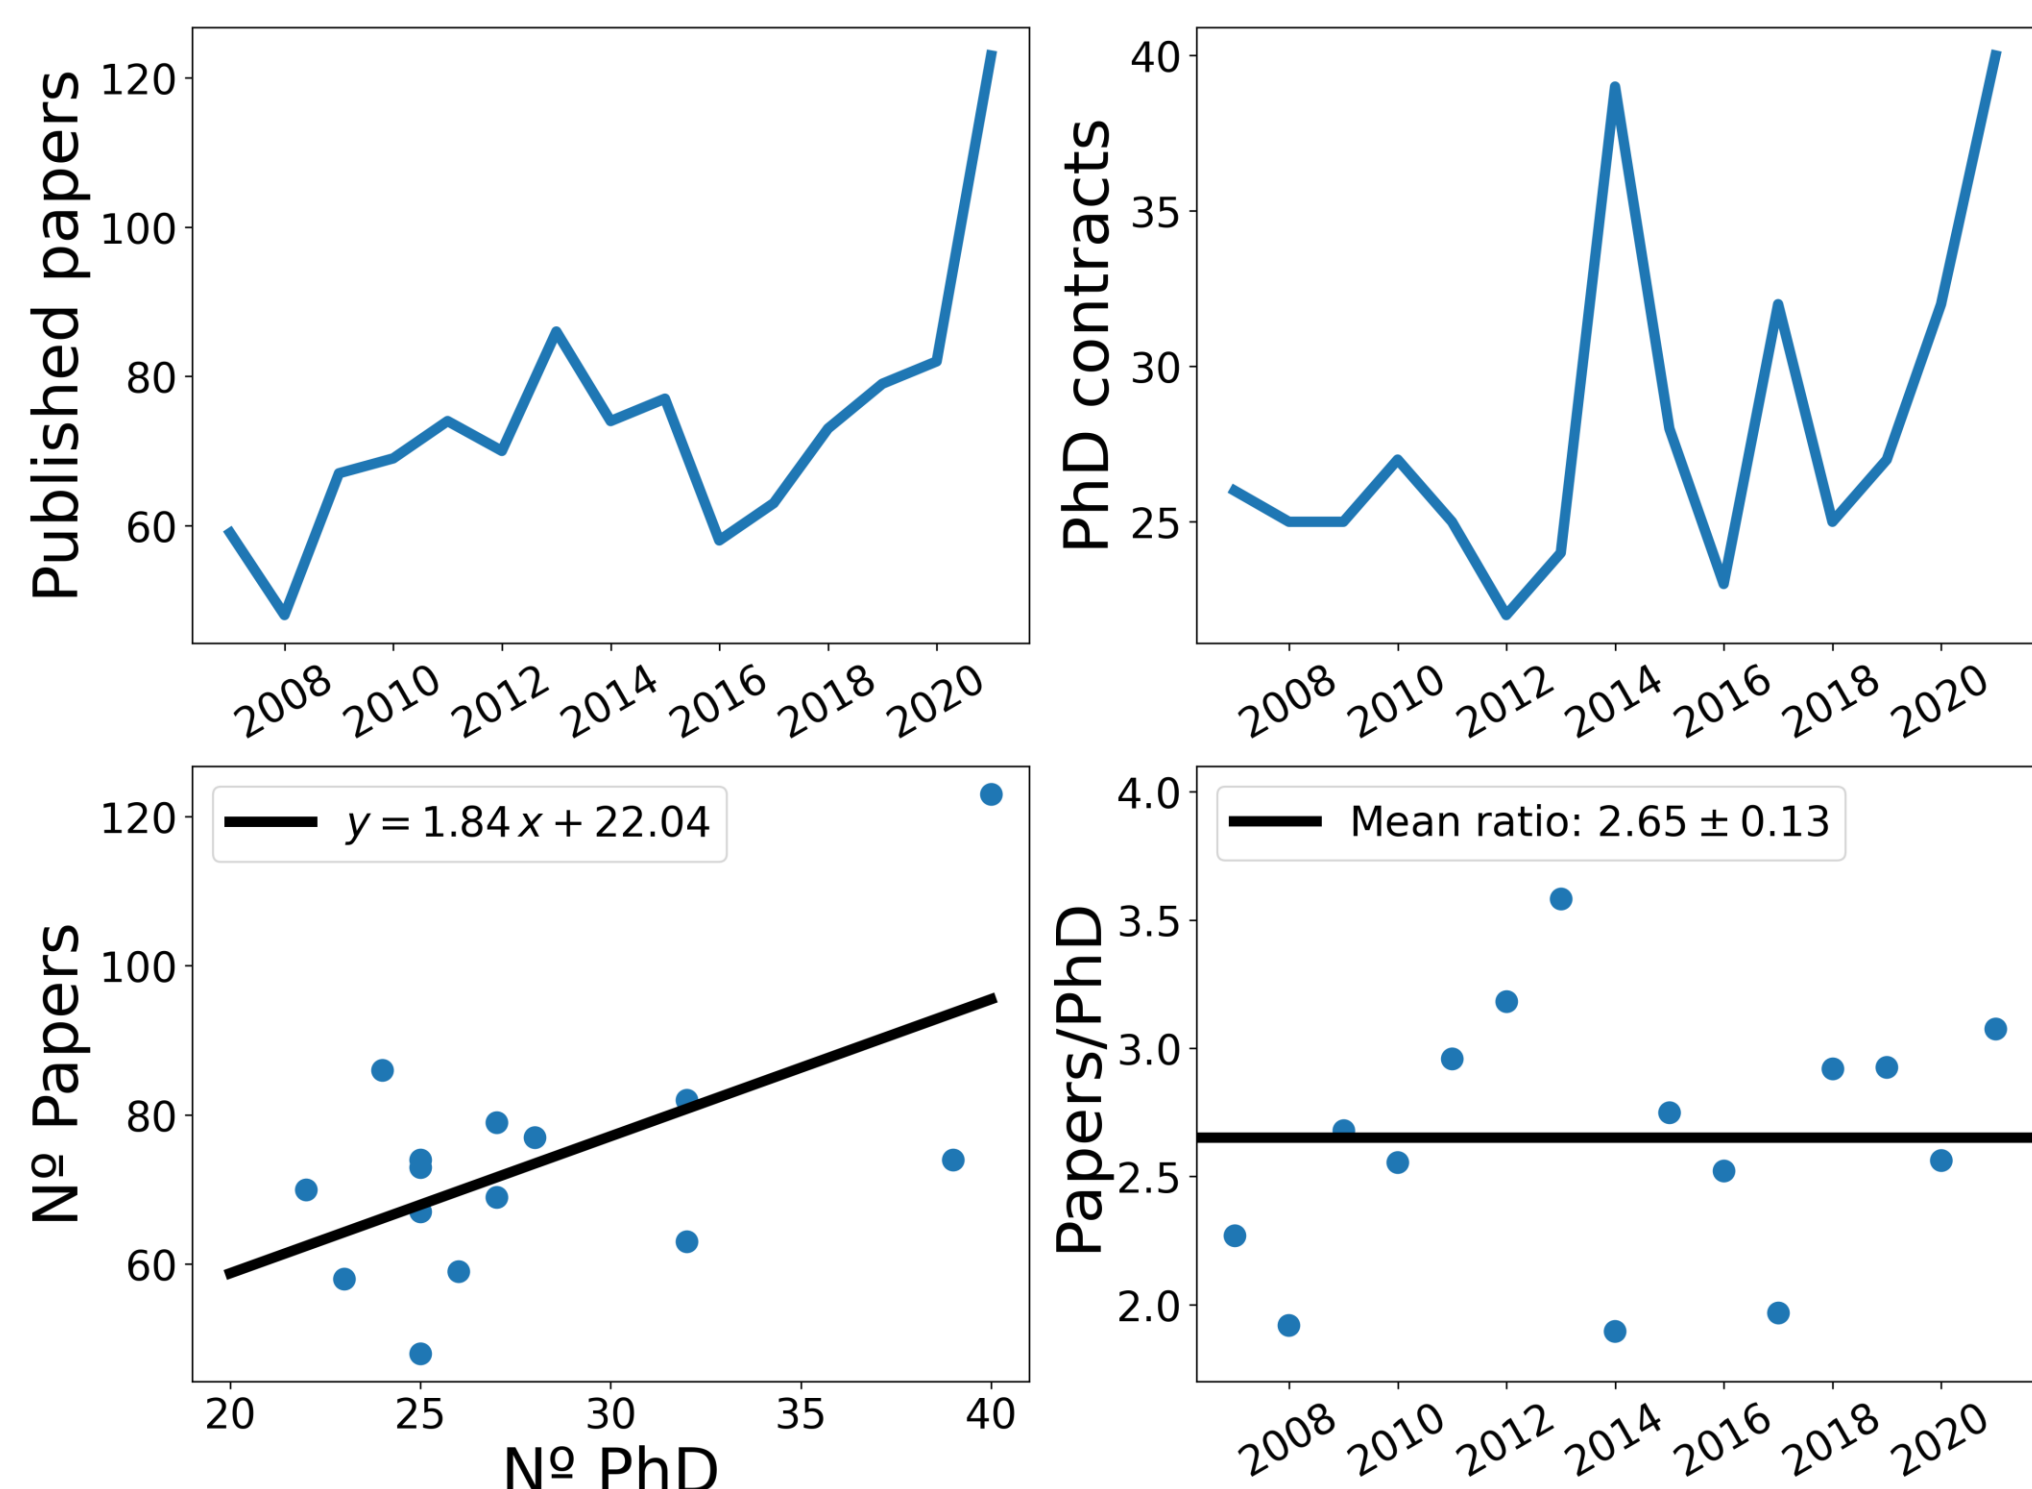 Published papers
120
100
80
60
2008 2010 2012 2014 2016 2018 2020
PhD contracts
40
35
30
25
2008 2010 2012 2014 2016 2018 2020
Nº Papers
120
100
80
60
y = 1.84 x + 22.04
20 25 30 35 40
Nº PhD
Papers/PhD
4.0
3.5
3.0
2.5
2.0
Mean ratio: 2.65 ± 0.13
2008 2010 2012 2014 2016 2018 2020